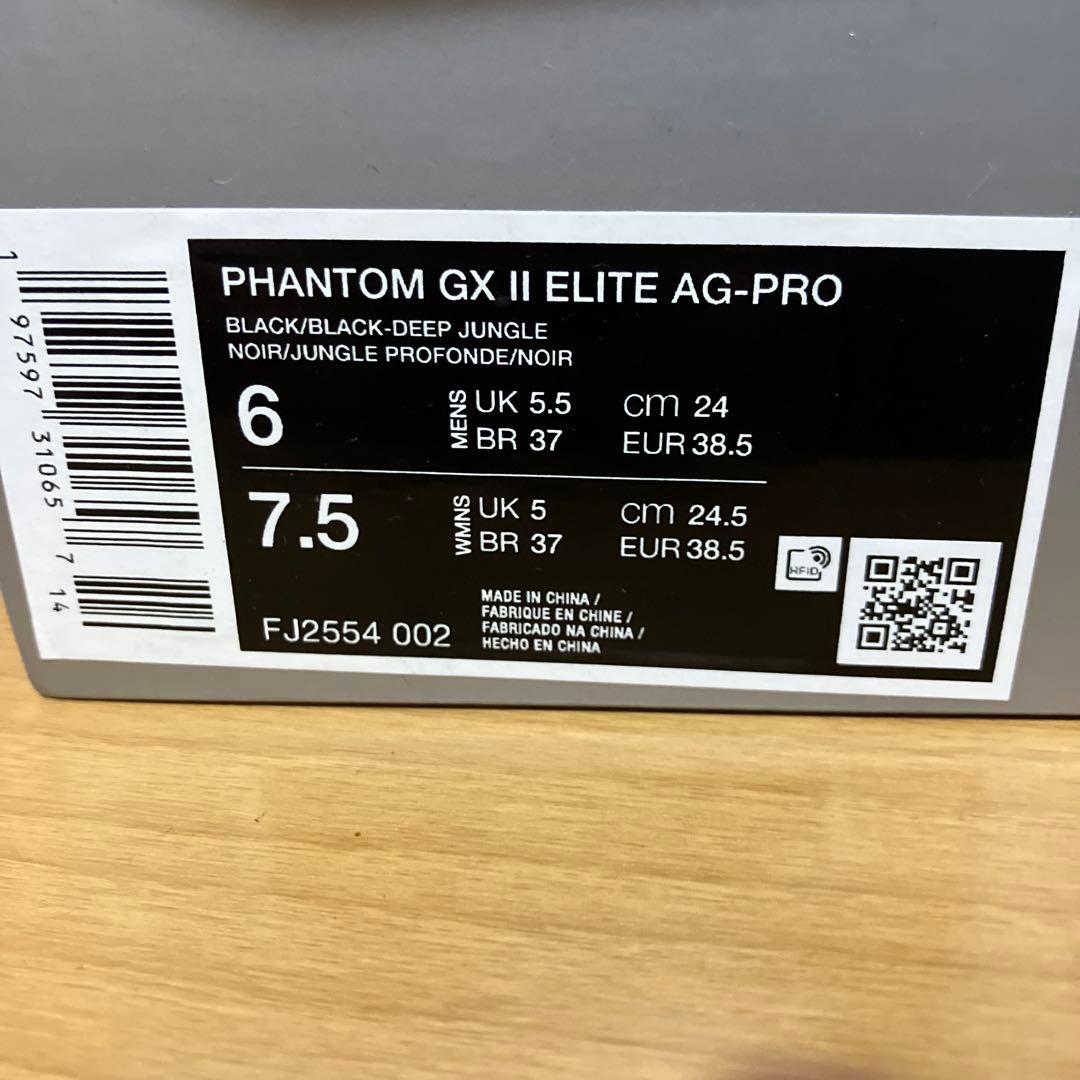 PHANTOM GX II ELITE AG-PRO
BLACK/BLACK-DEEP JUNGLE
NOIR/JUNGLE PROFONDE/NOIR
6
MENS
UK 5.5 cm 24
BR 37 EUR 38.5
7.5
WMNS
UK 5 cm 24.5
BR 37 EUR 38.5
FJ2554 002
MADE IN CHINA /
FABRIQUE EN CHINE /
FABRICADO NA CHINA /
HECHO EN CHINA
RFID
1 97597 31065 7 14